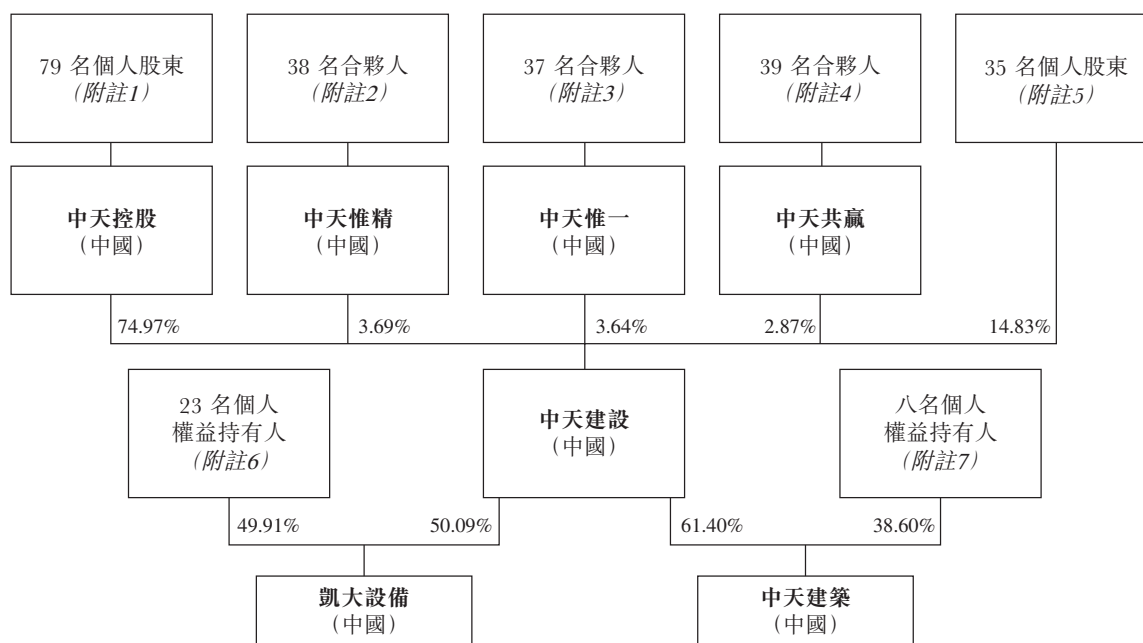 79 名個人股東
(附註1)
38 名合夥人
(附註2)
37 名合夥人
(附註3)
39 名合夥人
(附註4)
35 名個人股東
(附註5)
中天控股
(中國)
中天惟精
(中國)
中天惟一
(中國)
中天共贏
(中國)
74.97%
3.69%
3.64%
2.87%
14.83%
23 名個人
權益持有人
(附註6)
中天建設
(中國)
八名個人
權益持有人
(附註7)
49.91%
50.09%
61.40%
38.60%
凱大設備
(中國)
中天建築
(中國)